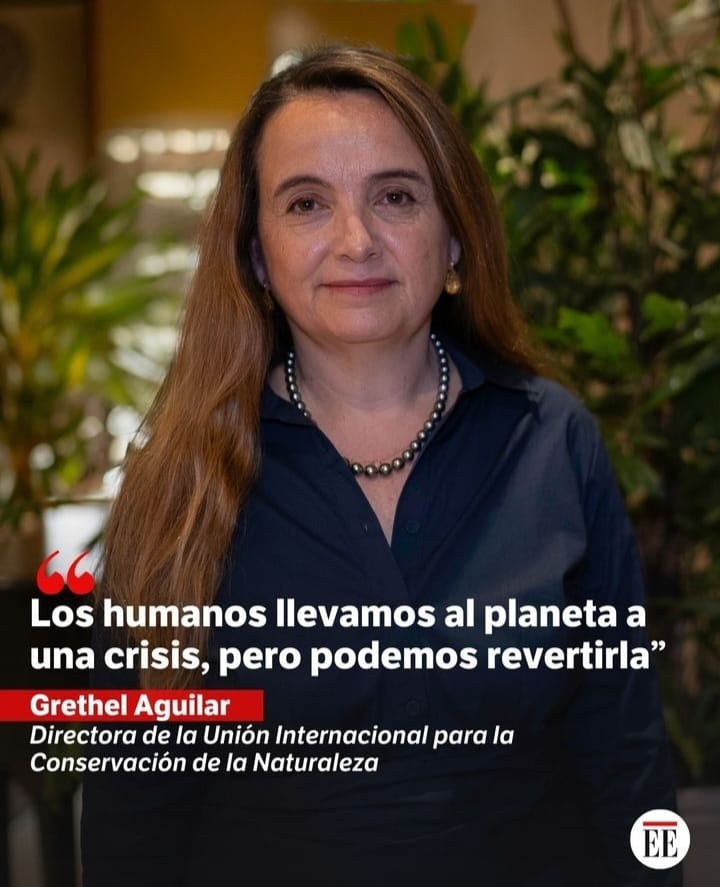 “
Los humanos llevamos al planeta a
una crisis, pero podemos revertirla”
Grethel Aguilar
Directora de la Unión Internacional para la
Conservación de la Naturaleza
EE